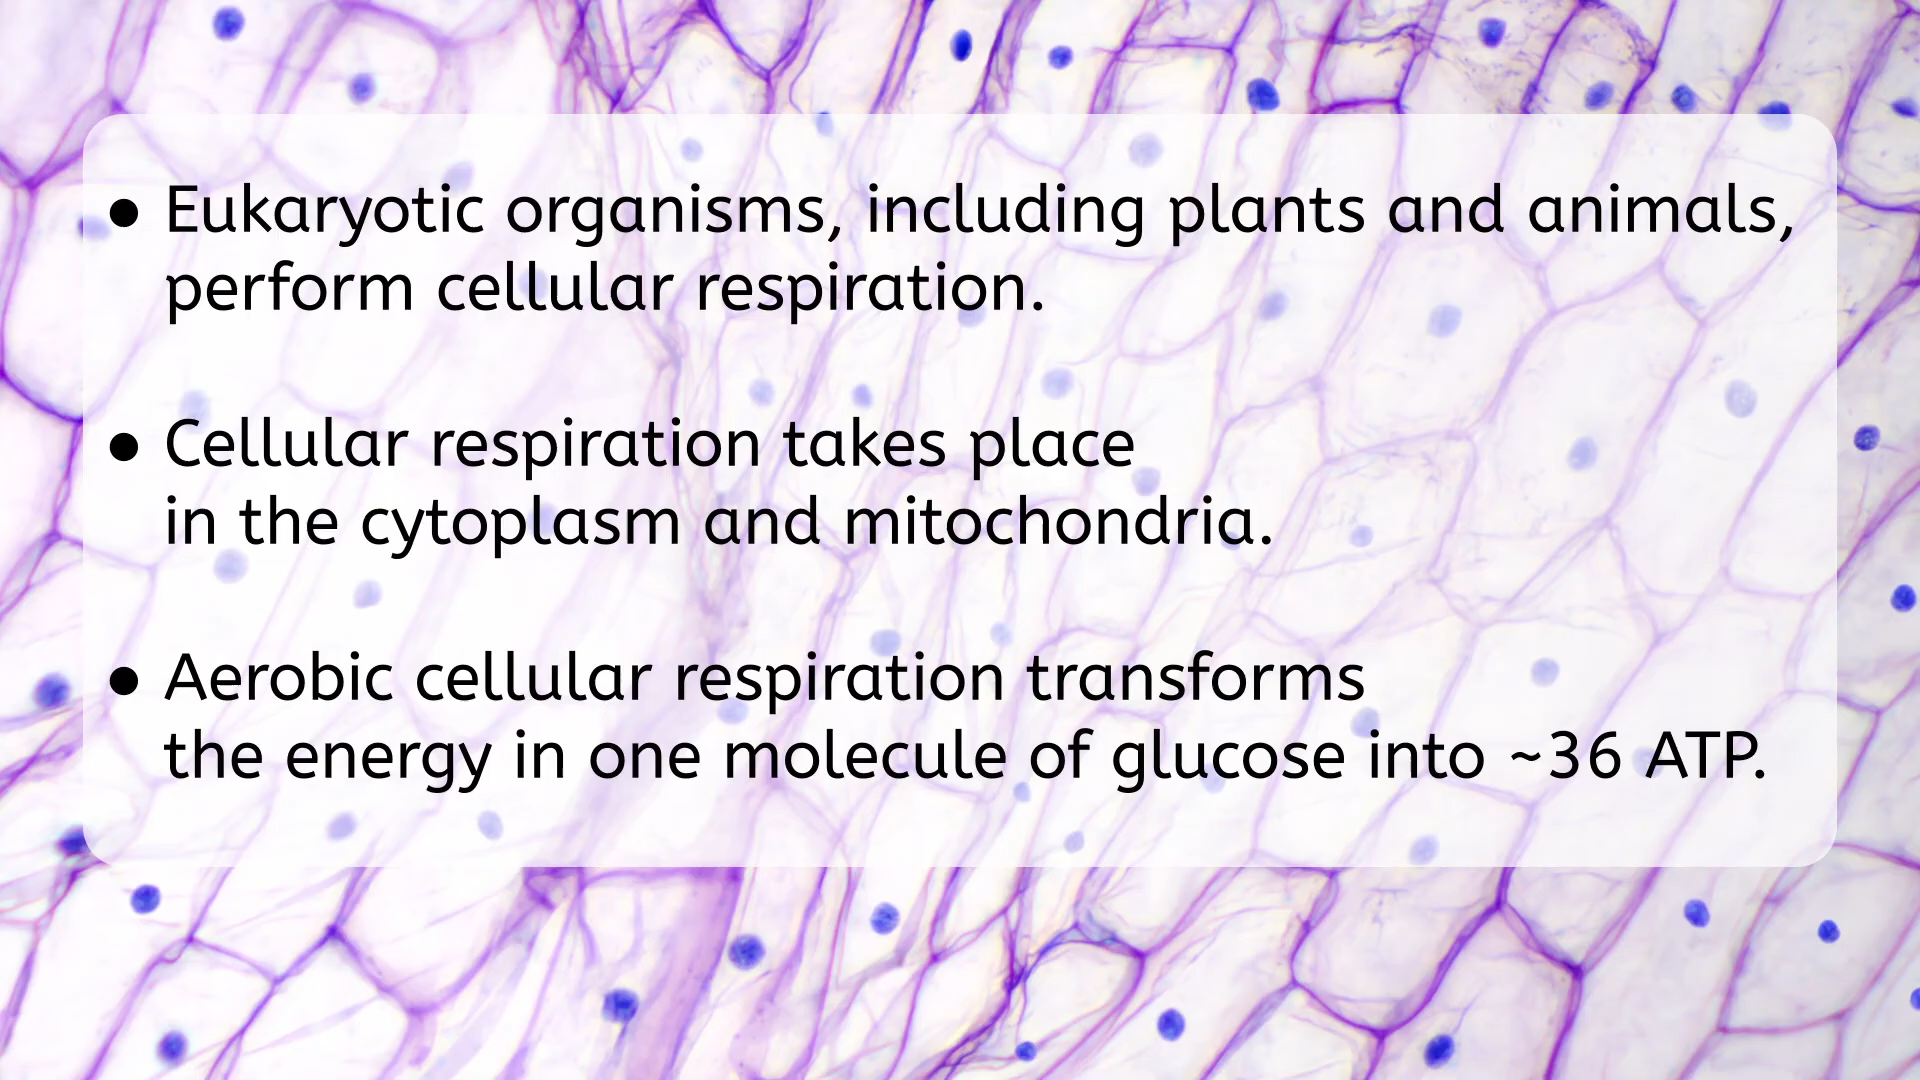 ● Eukaryotic organisms, including plants and animals,
perform cellular respiration.
● Cellular respiration takes place
in the cytoplasm and mitochondria.
● Aerobic cellular respiration transforms
the energy in one molecule of glucose into ~36 ATP.